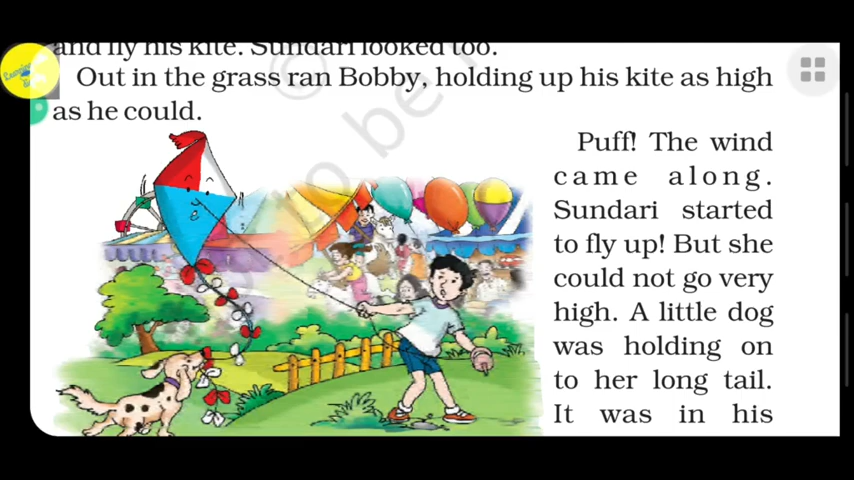 and fly his kite. Sundari looked too.
Out in the grass ran Bobby, holding up his kite as high
as he could.
Puff! The wind
came along.
Sundari started
to fly up! But she
could not go very
high. A little dog
was holding on
to her long tail.
It was in his
to be